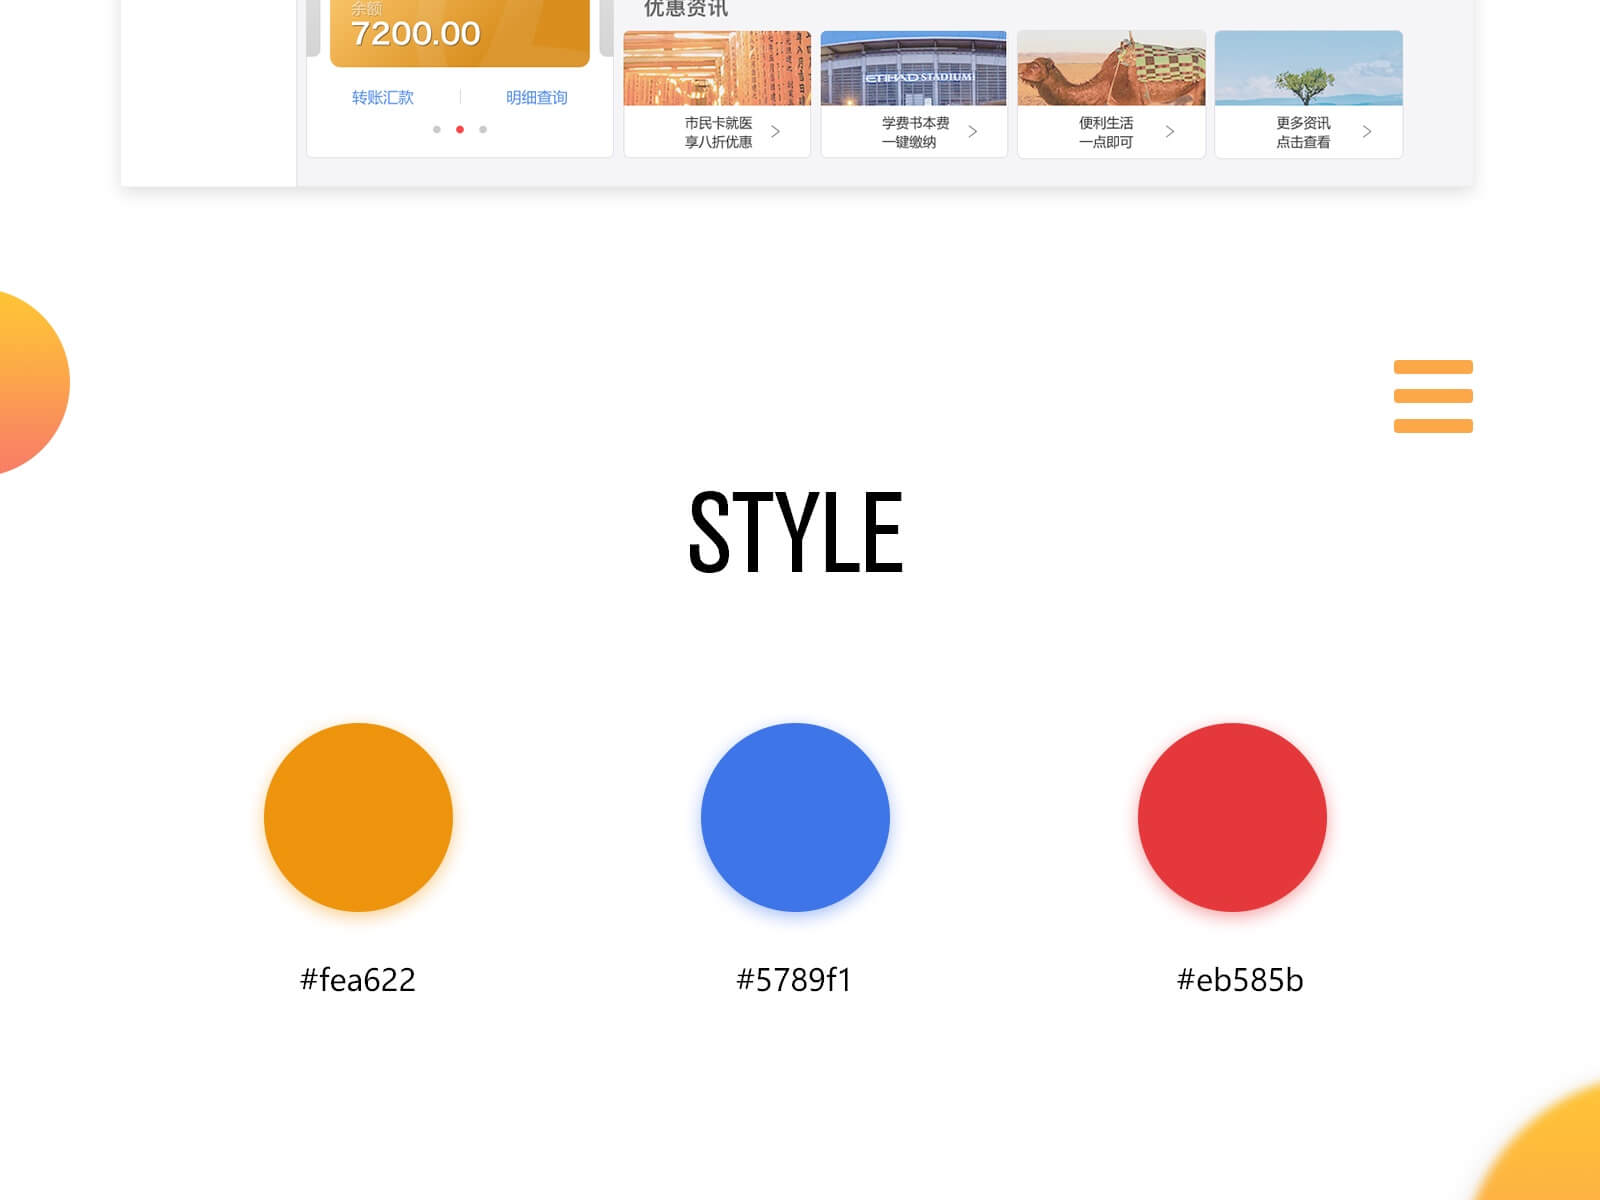 余额
7200.00
转账汇款
明细查询
优惠资讯
ETIHAD STADIUM
市民卡就医
享八折优惠
学费书本费
一键缴纳
便利生活
一点即可
更多资讯
点击查看
STYLE
#fea622
#5789f1
#eb585b